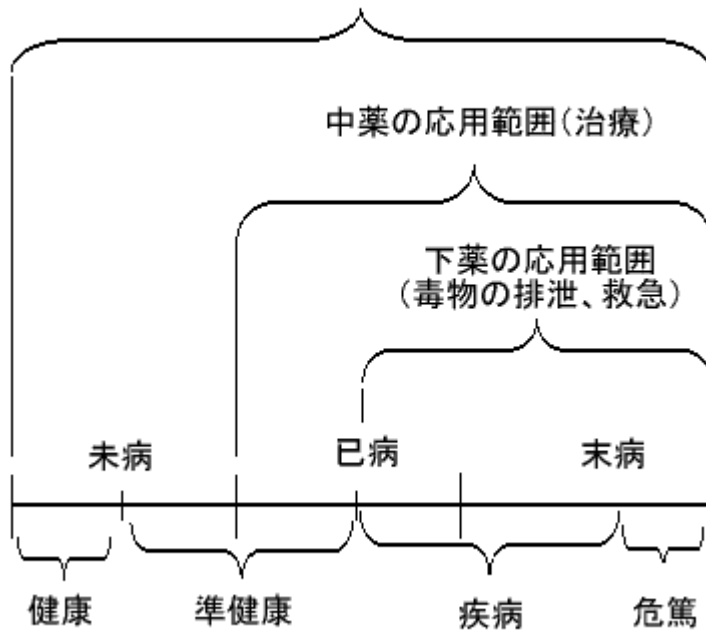 中薬の応用範囲(治療)
下薬の応用範囲
(毒物の排泄、救急)
未病 已病 末病
健康 準健康 疾病 危篤